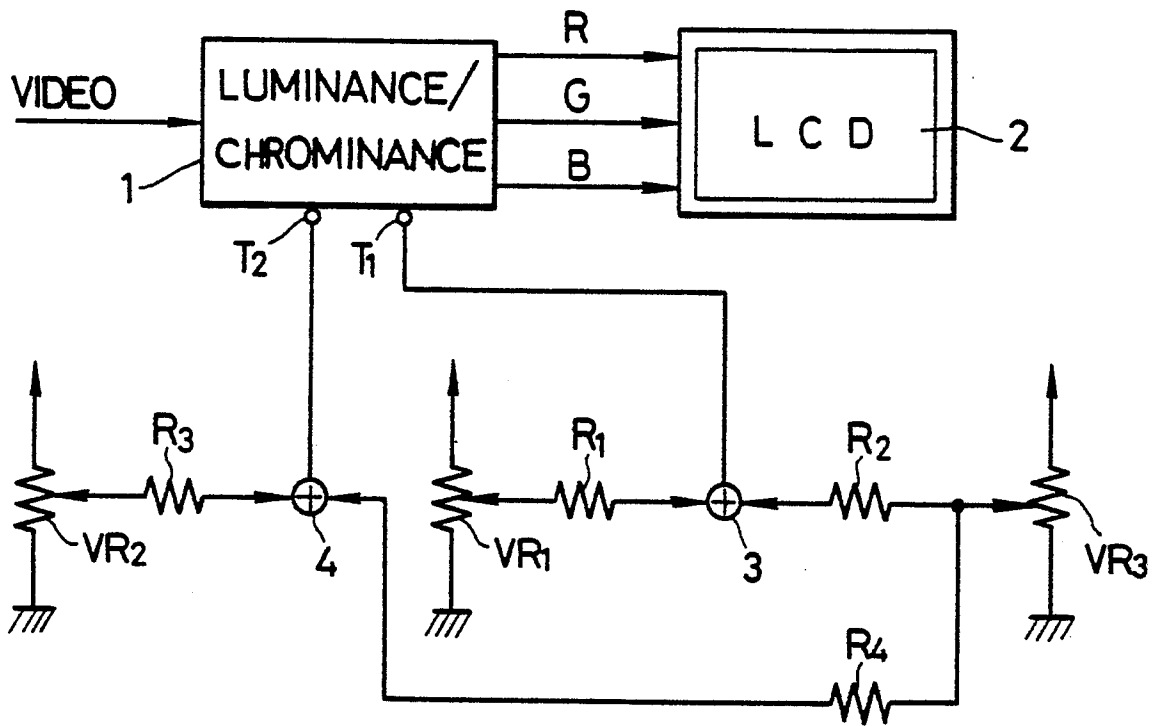 R
VIDEO
LUMINANCE/
CHROMINANCE
G
B
L C D
1
2
T2
T1
R3
R1
R2
VR2
4
VR1
3
VR3
R4